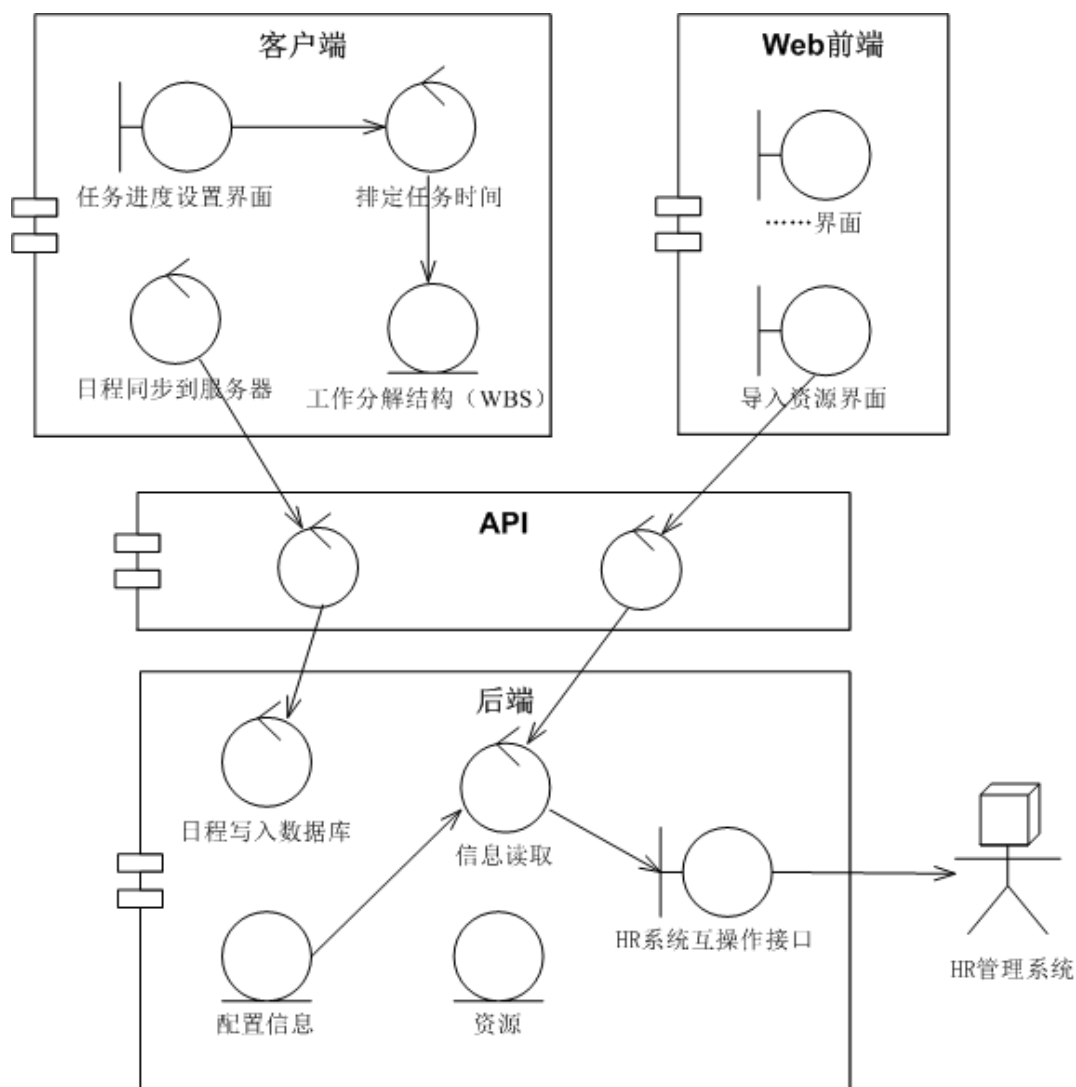 客户端
任务进度设置界面
排定任务时间
日程同步到服务器
工作分解结构（WBS）
Web前端
……界面
导入资源界面
API
后端
日程写入数据库
信息读取
HR系统互操作接口
配置信息
资源
HR管理系统